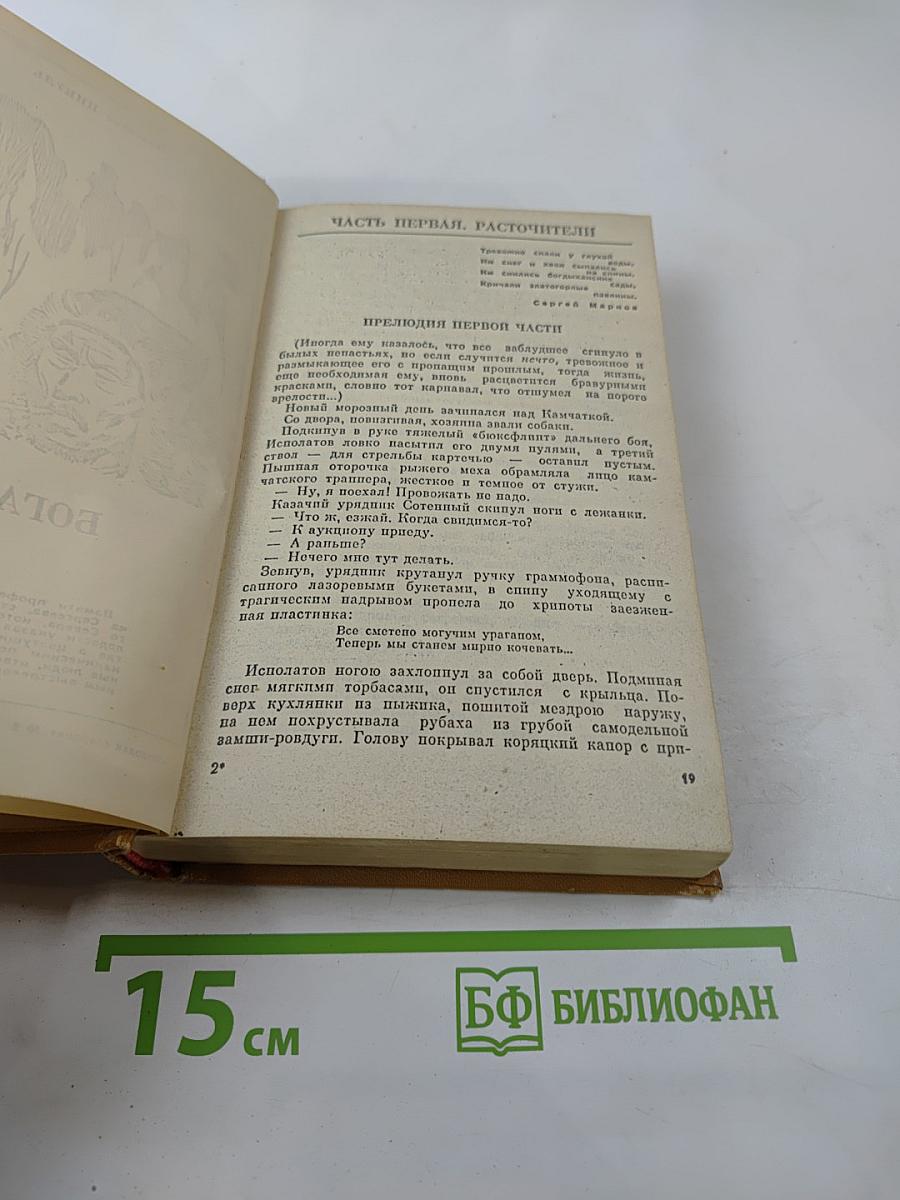 ЧАСТЬ ПЕРВАЯ. РАСТОЧИТЕЛИ
Тревожно спали у глухой
воды,
Им снег и хвоя сыпались
на спины,
Им снились богдыханские
сады,
Кричали златогорлые
павлины.
Сергей Марков
ПРЕЛЮДИЯ ПЕРВОЙ ЧАСТИ
(Иногда ему казалось, что все заблудшее сгинуло в
былых ненастьях, но если случится нечто, тревожное и
размыкающее его с пропащим прошлым, тогда жизнь,
еще необходимая ему, вновь расцветится бравурными
красками, словно тот карнавал, что отшумел на пороге
зрелости...)
Новый морозный день зачинался над Камчаткой.
Со двора, повизгивая, хозяина звали собаки.
Подкинув в руке тяжелый «бюксфлинт» дальнего боя,
Исполатов ловко насытил его двумя пулями, а третий
ствол — для стрельбы картечью — оставил пустым.
Пышная оторочка рыжего меха обрамляла лицо кам-
чатского траппера, жесткое и темное от стужи.
— Ну, я поехал! Провожать не надо.
Казачий урядник Сотенный скинул ноги с лежанки.
— Что ж, езжай. Когда свидимся-то?
— К аукциону приеду.
— А раньше?
— Нечего мне тут делать.
Зевнув, урядник крутанул ручку граммофона, распи-
санного лазоревыми букетами, в спину уходящему с
трагическим надрывом пропела до хрипоты заезжен-
ная пластинка:
Все сметено могучим ураганом,
Теперь мы станем мирно кочевать...
Исполатов ногою захлопнул за собой дверь. Подминая
снег мягкими торбасами, он спустился с крыльца. По-
верх кухлянки из пыжика, пошитой мездрою наружу,
на нем похрустывала рубаха из грубой самодельной
замши-ровдуги. Голову покрывал коряцкий капор с при-
2*
19
15 см
БФ БИБЛИОФАН